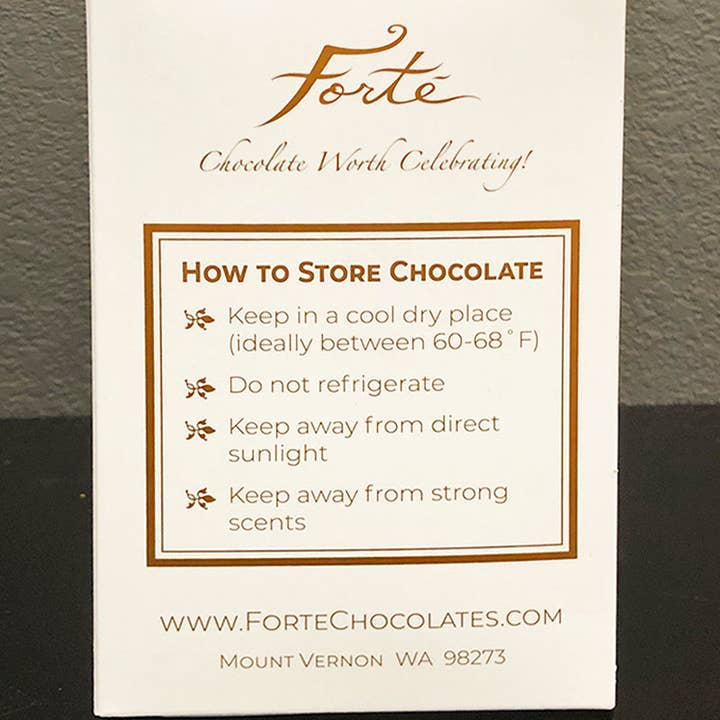 Forté
Chocolate Worth Celebrating!
How to Store Chocolate
Keep in a cool dry place
(ideally between 60-68°F)
Do not refrigerate
Keep away from direct
sunlight
Keep away from strong
scents
www.ForteChocolates.com
Mount Vernon WA 98273